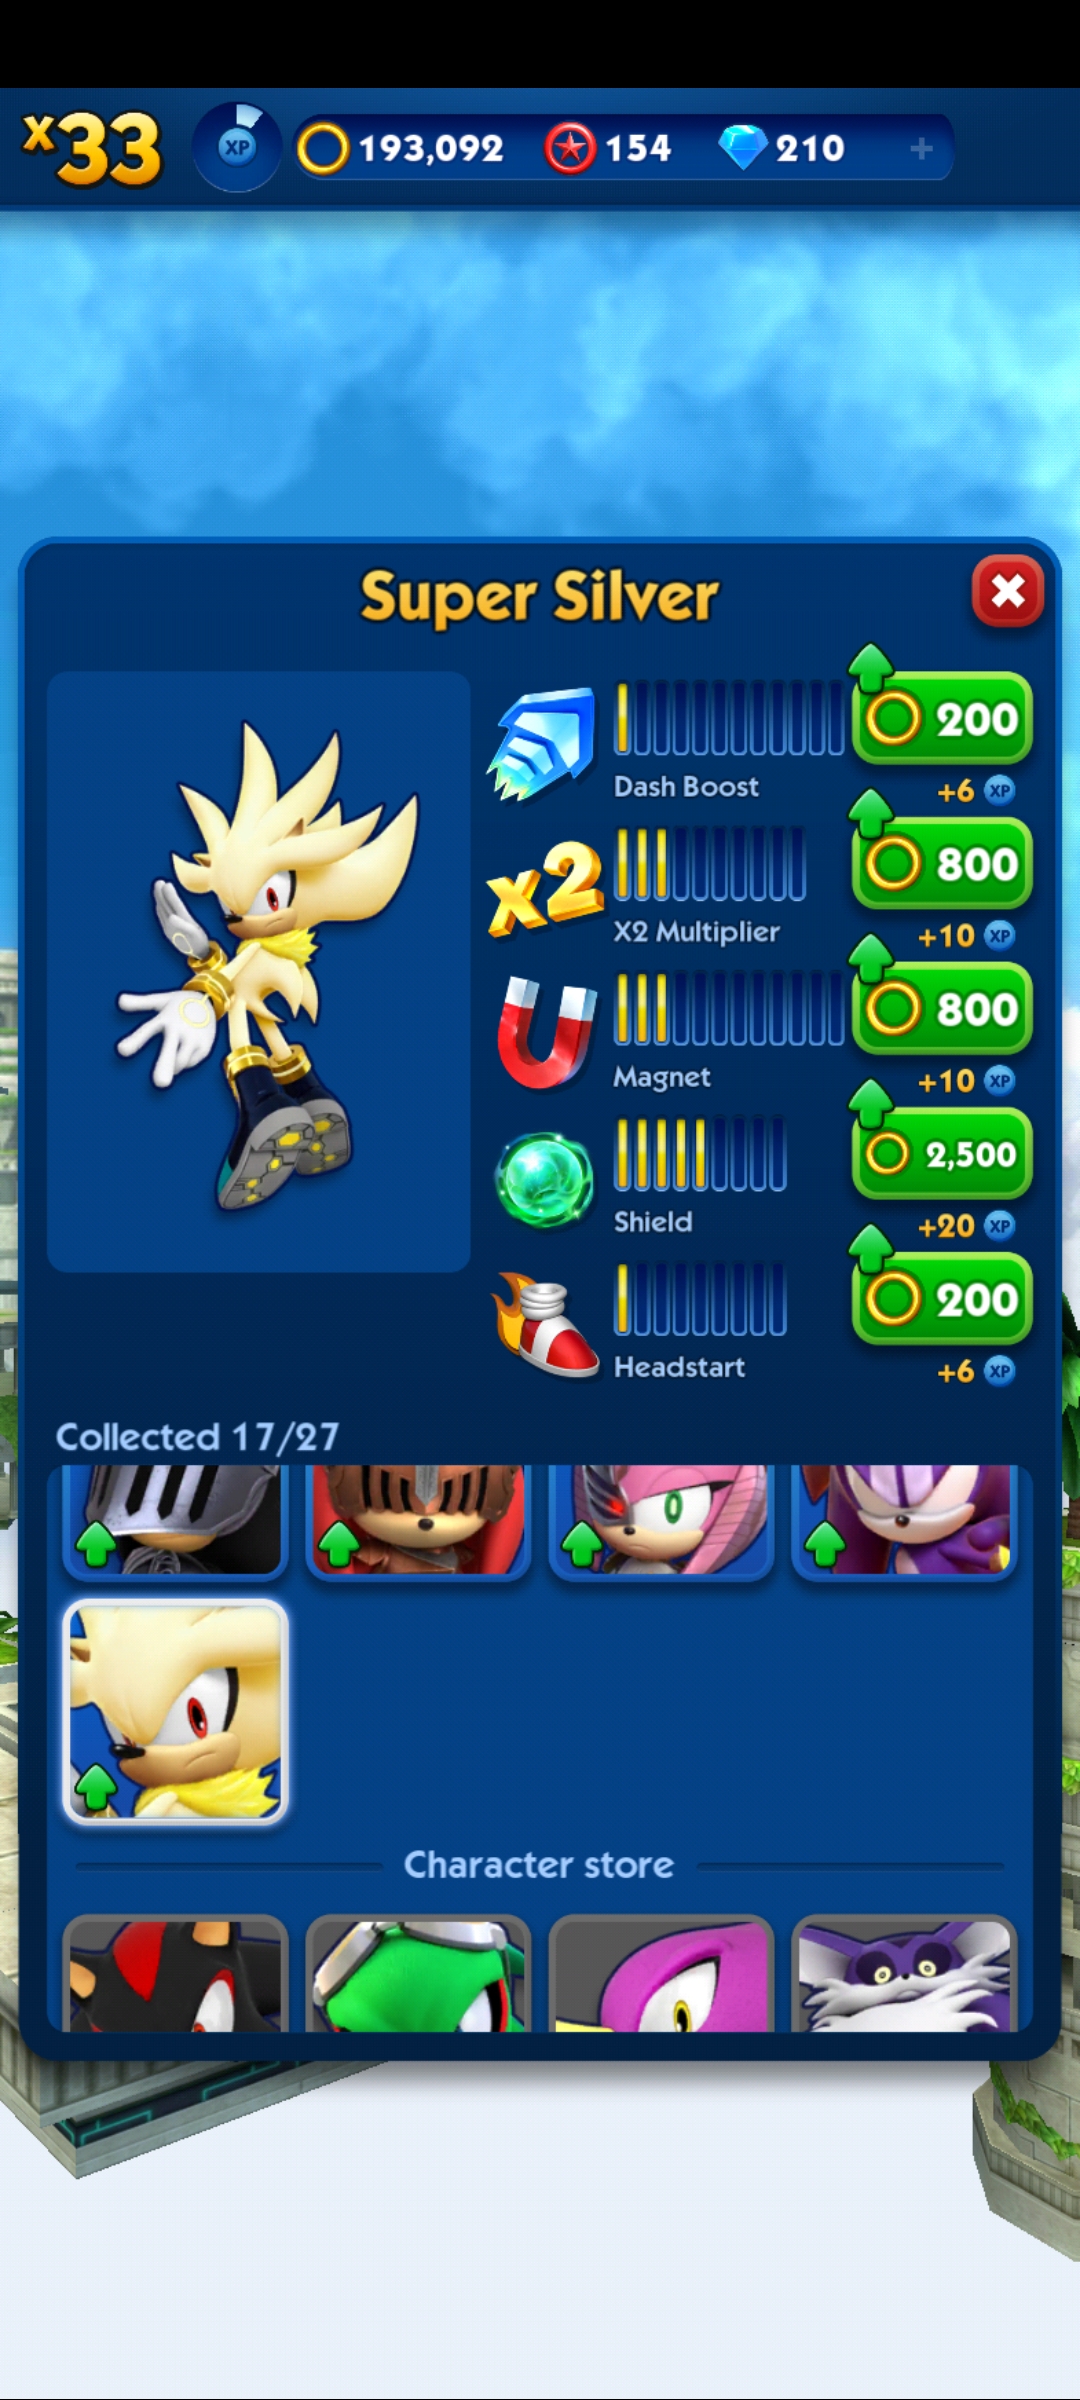 x33
XP
193,092
154
210
+
Super Silver
200
Dash Boost
+6 XP
x2
800
X2 Multiplier
+10 XP
800
Magnet
+10 XP
2,500
Shield
+20 XP
200
Headstart
+6 XP
Collected 17/27
Character store